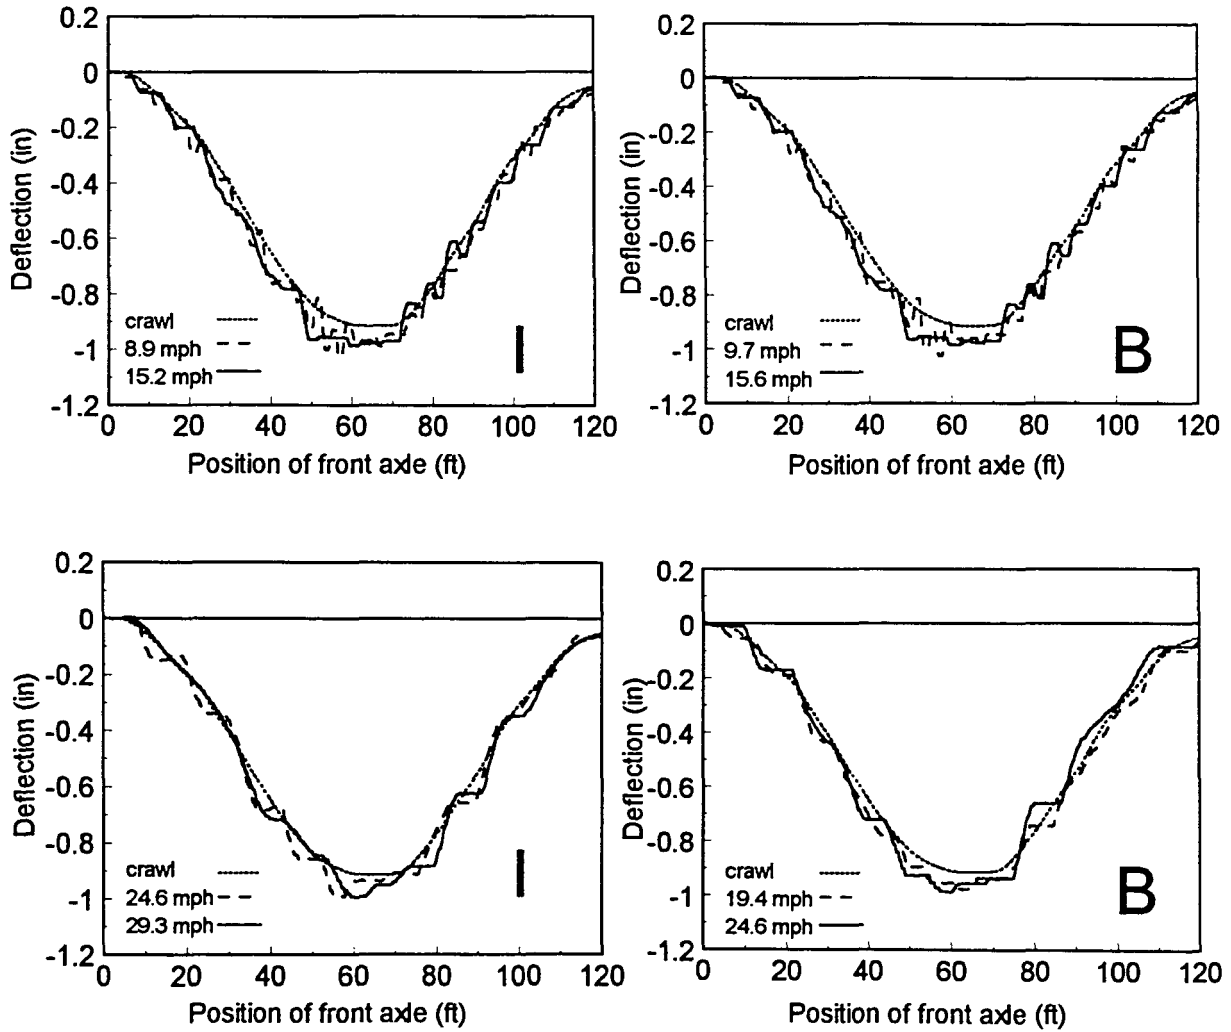 0.2
0
-0.2
-0.4
-0.6
-0.8
-1
-1.2
Deflection (in)
crawl
8.9 mph
15.2 mph
I
0 20 40 60 80 100 120
Position of front axle (ft)
0.2
0
-0.2
-0.4
-0.6
-0.8
-1
-1.2
Deflection (in)
crawl
9.7 mph
15.6 mph
B
0 20 40 60 80 100 120
Position of front axle (ft)
0.2
0
-0.2
-0.4
-0.6
-0.8
-1
-1.2
Deflection (in)
crawl
24.6 mph
29.3 mph
I
0 20 40 60 80 100 120
Position of front axle (ft)
0.2
0
-0.2
-0.4
-0.6
-0.8
-1
-1.2
Deflection (in)
crawl
19.4 mph
24.6 mph
B
0 20 40 60 80 100 120
Position of front axle (ft)